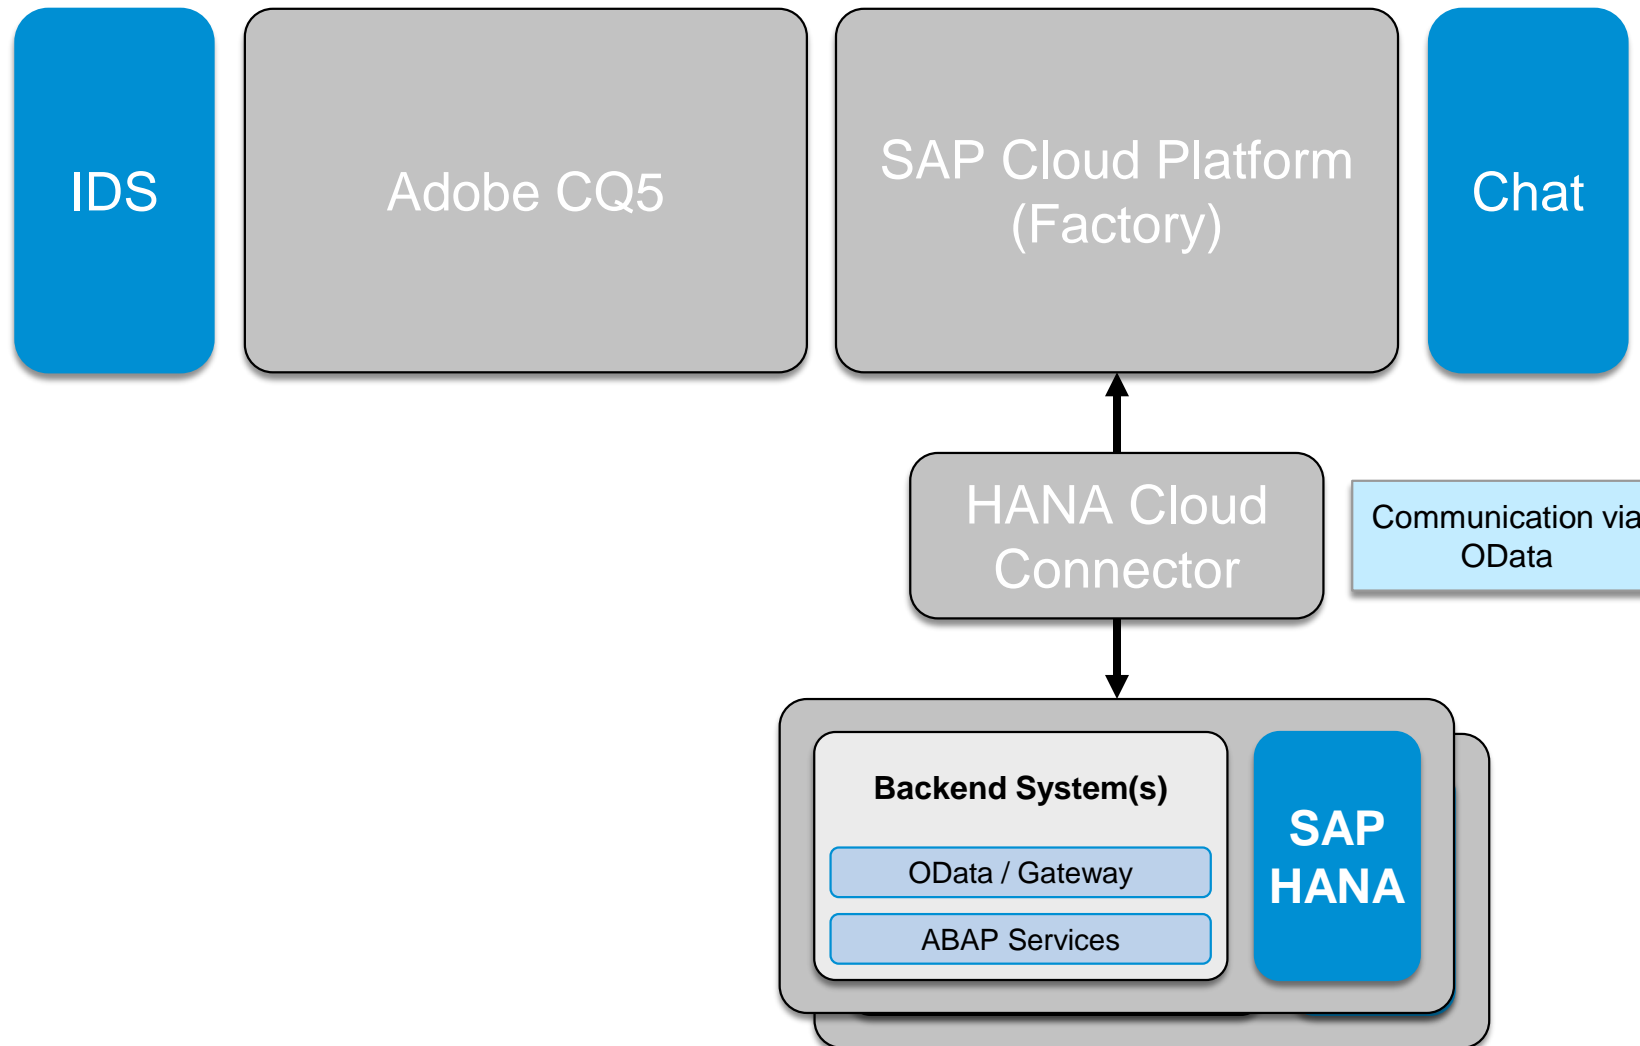 IDS
Adobe CQ5
SAP Cloud Platform
(Factory)
Chat
HANA Cloud
Connector
Communication via
OData
Backend System(s)
OData / Gateway
ABAP Services
SAP
HANA